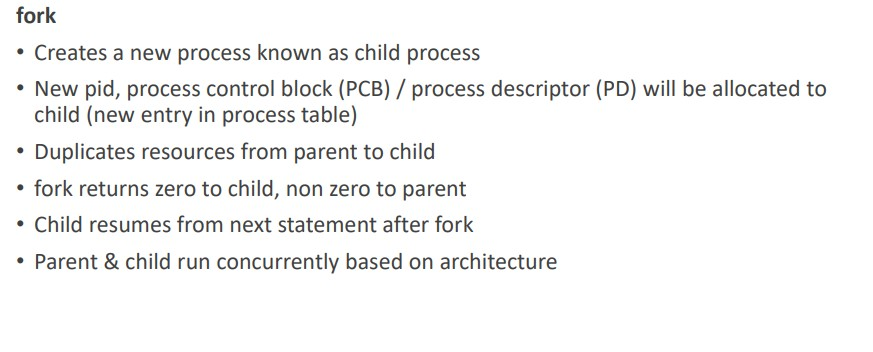 fork
• Creates a new process known as child process
• New pid, process control block (PCB) / process descriptor (PD) will be allocated to
child (new entry in process table)
• Duplicates resources from parent to child
• fork returns zero to child, non zero to parent
• Child resumes from next statement after fork
• Parent & child run concurrently based on architecture